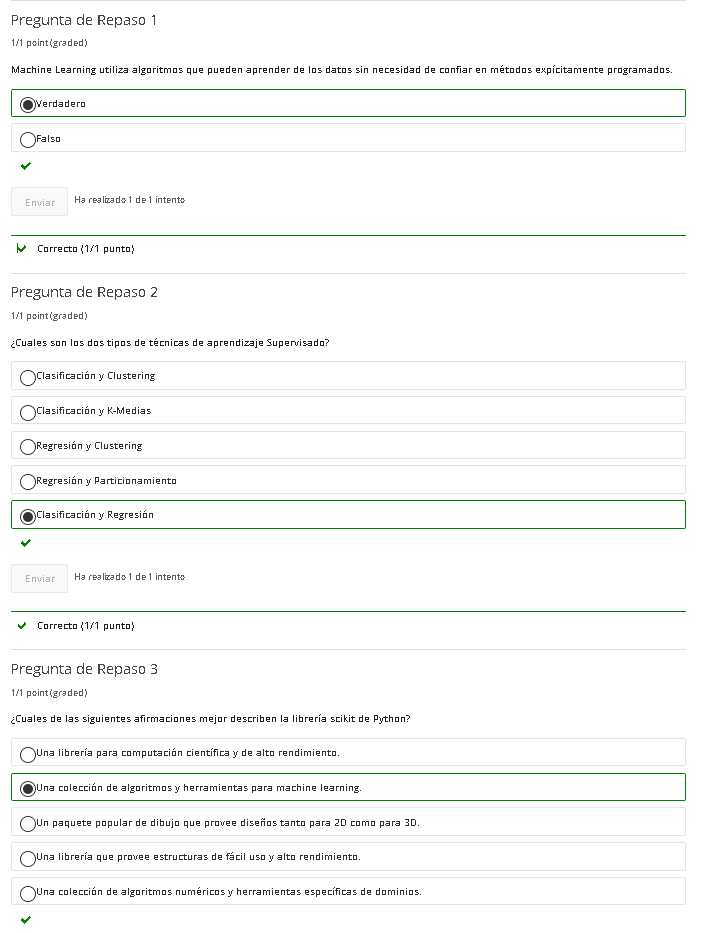 Pregunta de Repaso 1
1/1 point (graded)
Machine Learning utiliza algoritmos que pueden aprender de los datos sin necesidad de confiar en métodos expícitamente programados.
Verdadero
Falso
Enviar Ha realizado 1 de 1 intento
Correcto (1/1 punto)
Pregunta de Repaso 2
1/1 point (graded)
¿Cuales son los dos tipos de técnicas de aprendizaje Supervisado?
Clasificación y Clustering
Clasificación y K-Medias
Regresión y Clustering
Regresión y Particionamiento
Clasificación y Regresión
Enviar Ha realizado 1 de 1 intento
Correcto (1/1 punto)
Pregunta de Repaso 3
1/1 point (graded)
¿Cuales de las siguientes afirmaciones mejor describen la librería scikit de Python?
Una librería para computación científica y de alto rendimiento.
Una colección de algoritmos y herramientas para machine learning.
Un paquete popular de dibujo que provee diseños tanto para 2D como para 3D.
Una librería que provee estructuras de fácil uso y alto rendimiento.
Una colección de algoritmos numéricos y herramientas específicas de dominios.